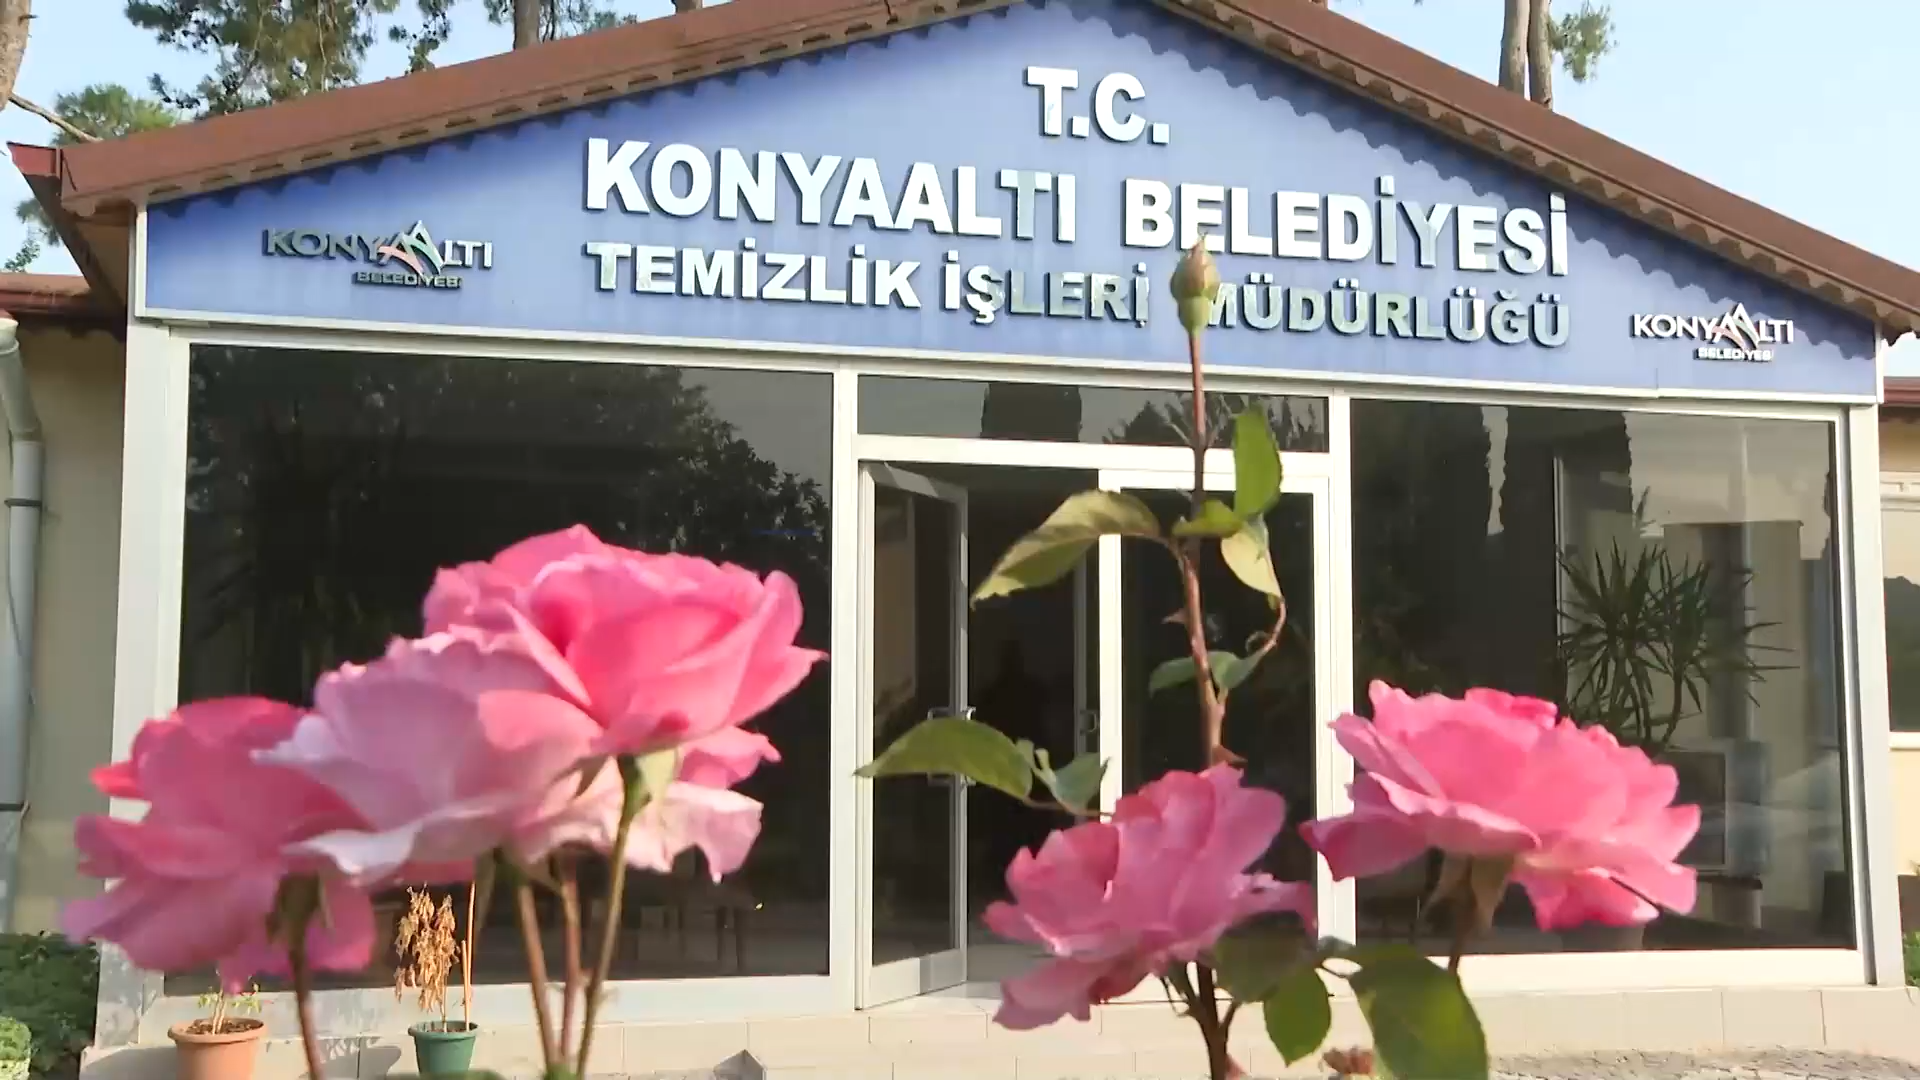 T.C.
KONYAALTI BELEDİYESİ
TEMİZLİK İŞLERİ MÜDÜRLÜĞÜ
KONYAALTI
BELEDİYESİ
KONYAALTI
BELEDİYESİ